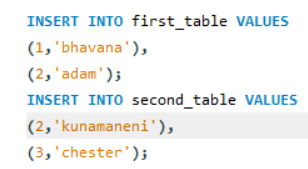 INSERT INTO first_table VALUES
(1,'bhavana'),
(2,'adam');
INSERT INTO second_table VALUES
(2,'kunamaneni'),
(3,'chester');